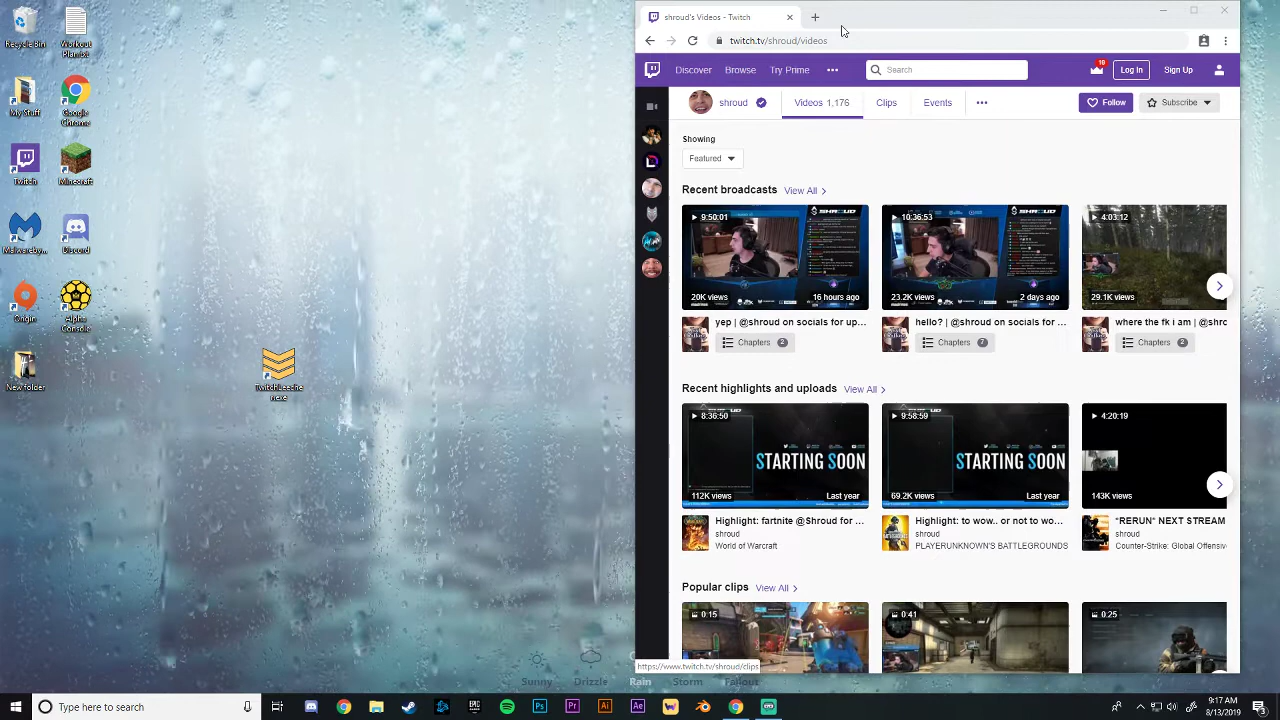 Recycle Bin
Workout Planist
My Stuff
Google Chrome
Twitch
Minecraft
Malwareby...
Discord
Origin
Alpha Console
New folder
TwitchLeeche
nexe
shroud's Videos - Twitch
twitch.tv/shroud/videos
Discover
Browse
Try Prime
Search
10
Log In
Sign Up
shroud
Videos 1,176
Clips
Events
Follow
Subscribe
Showing
Featured
Recent broadcasts View All
9:50:01
20K views
16 hours ago
10:36:53
23.2K views
2 days ago
4:03:12
29.1K views
yep | @shroud on socials for up...
Chapters 2
hello? | @shroud on socials for ...
Chapters 7
where the fk i am | @shro
Chapters 2
Recent highlights and uploads View All
8:36:50
STARTING SOON
112K views
Last year
9:58:59
STARTING SOON
69.2K views
Last year
4:20:19
143K views
Highlight: fartnite @Shroud for ...
shroud
World of Warcraft
Highlight: to wow.. or not to wo...
shroud
PLAYERUNKNOWN'S BATTLEGROUNDS
*RERUN* NEXT STREAM
shroud
Counter-Strike: Global Offensiv
Popular clips View All
0:15
0:41
0:25
https://www.twitch.tv/shroud/clips
Sunny Drizzle Rain Storm Fallout
Type here to search
9:17 AM
8/13/2019